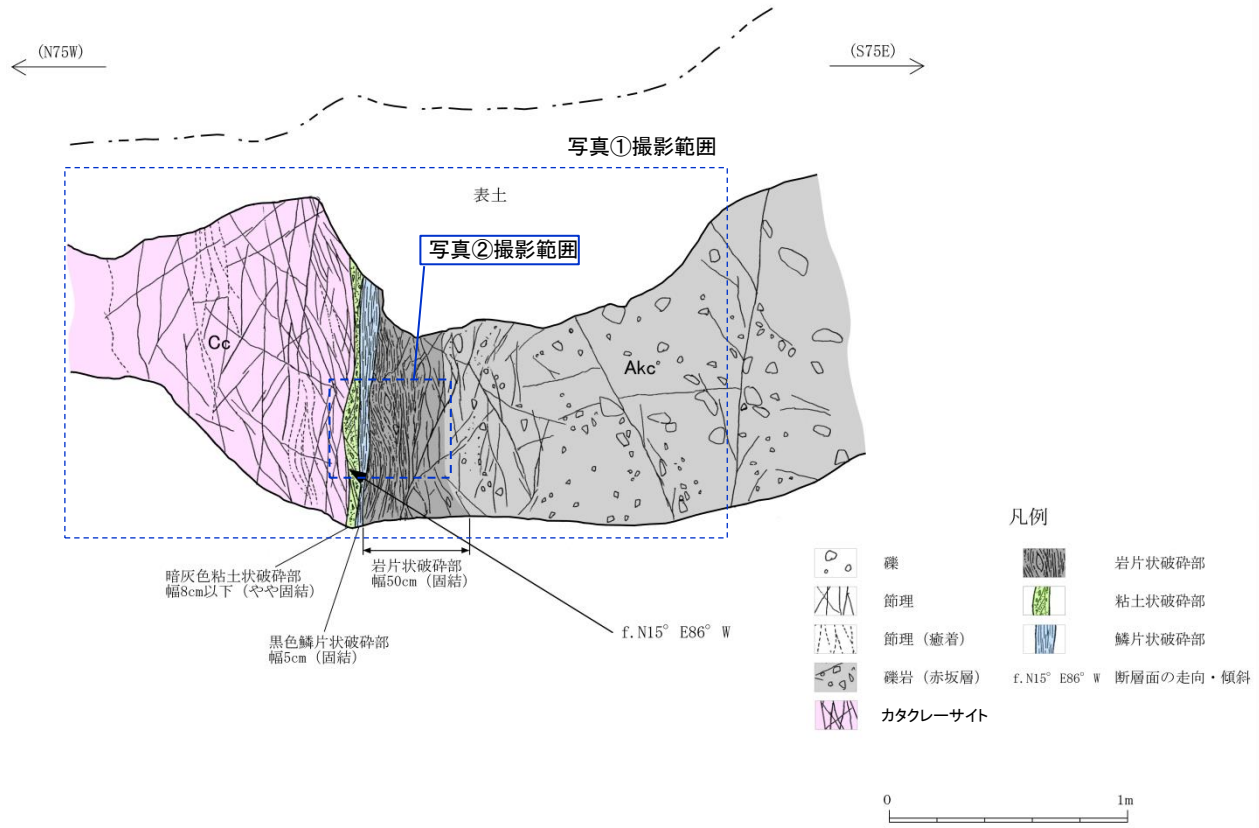 (N75W)
(S75E)
写真①撮影範囲
表土
写真②撮影範囲
Cc
Akc
暗灰色粘土状破砕部
幅8cm以下（やや固結）
岩片状破砕部
幅50cm（固結）
黒色鱗片状破砕部
幅5cm（固結）
f.N15° E86° W
凡例
礫
岩片状破砕部
節理
粘土状破砕部
節理（癒着）
鱗片状破砕部
礫岩（赤坂層）
f.N15° E86° W 断層面の走向・傾斜
カタクレーサイト
0 1m